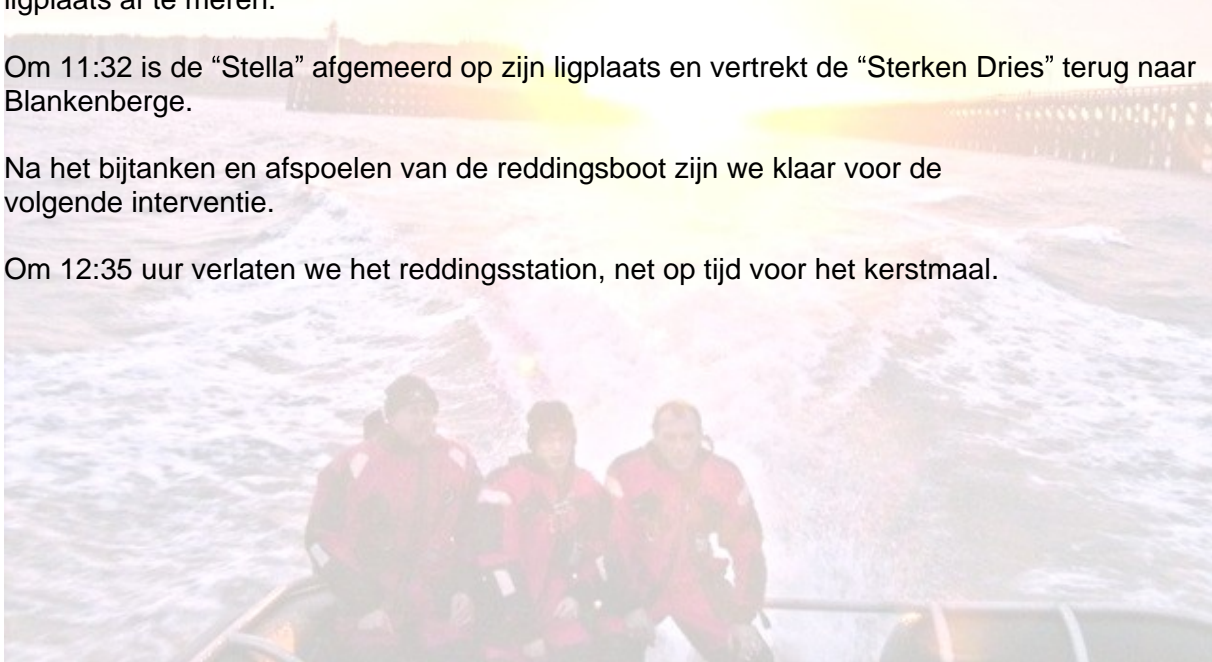 ligplaats af te meren.
Om 11:32 is de “Stella” afgemeerd op zijn ligplaats en vertrekt de “Sterken Dries” terug naar
Blankenberge.
Na het bijtanken en afspoelen van de reddingsboot zijn we klaar voor de
volgende interventie.
Om 12:35 uur verlaten we het reddingsstation, net op tijd voor het kerstmaal.